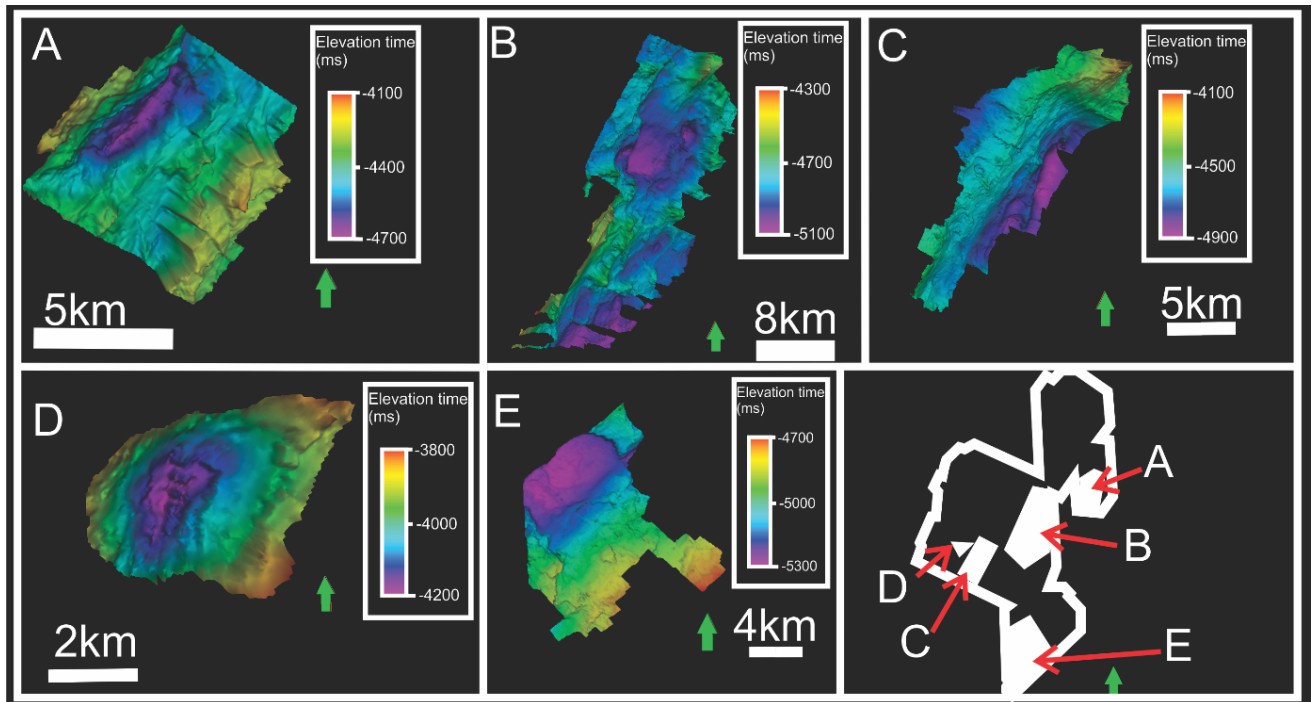 A
Elevation time
(ms)
-4100
-4400
-4700
5km
B
Elevation time
(ms)
-4300
-4700
-5100
8km
C
Elevation time
(ms)
-4100
-4500
-4900
5km
D
Elevation time
(ms)
-3800
-4000
-4200
2km
E
Elevation time
(ms)
-4700
-5000
-5300
4km
A
B
D
C
E